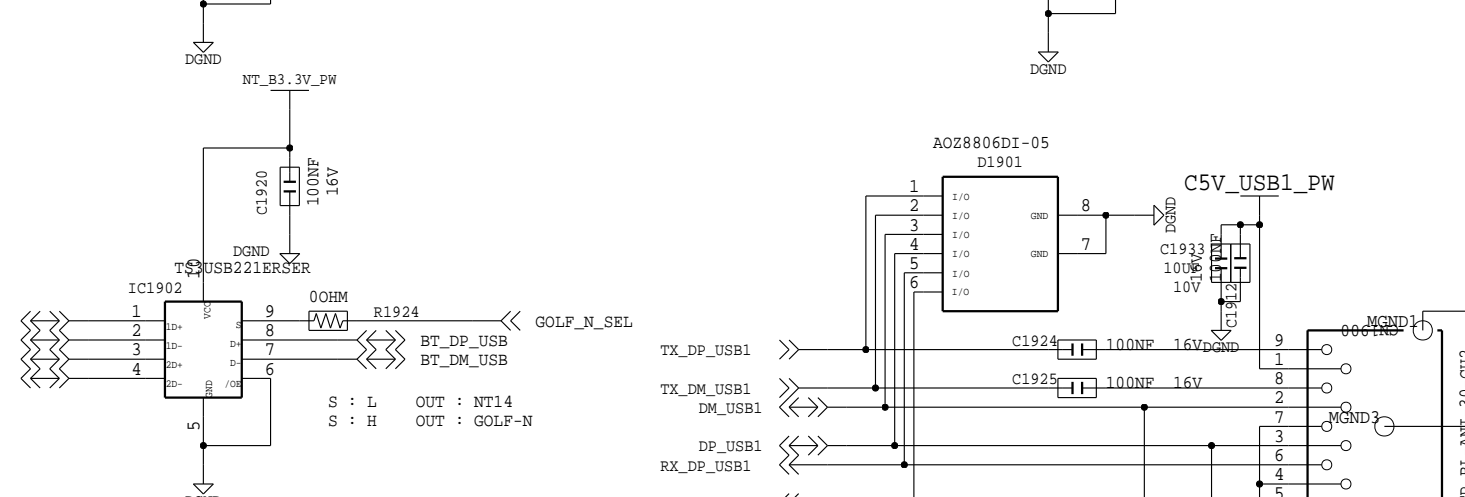 DGND
DGND
NT_B3.3V_PW
C1920
100NF
16V
DGND
TS3USB221ERSER
10
IC1902
VCC
0OHM
R1924
GOLF_N_SEL
1
2
3
4
1D+
1D-
2D+
2D-
9
8
7
6
S
D+
D-
/OE
GND
5
BT_DP_USB
BT_DM_USB
S : L OUT : NT14
S : H OUT : GOLF-N
AOZ8806DI-05
D1901
1
2
3
4
5
6
I/O
I/O
I/O
I/O
I/O
I/O
GND
GND
8
7
DGND
C5V_USB1_PW
C1933
10UF
10V
100NF
16V
C1912
DGND
TX_DP_USB1
C1924
100NF 16V
TX_DM_USB1
C1925
100NF 16V
DM_USB1
DP_USB1
RX_DP_USB1
9
1
8
2
7
3
6
4
5
MGND1
MGND3